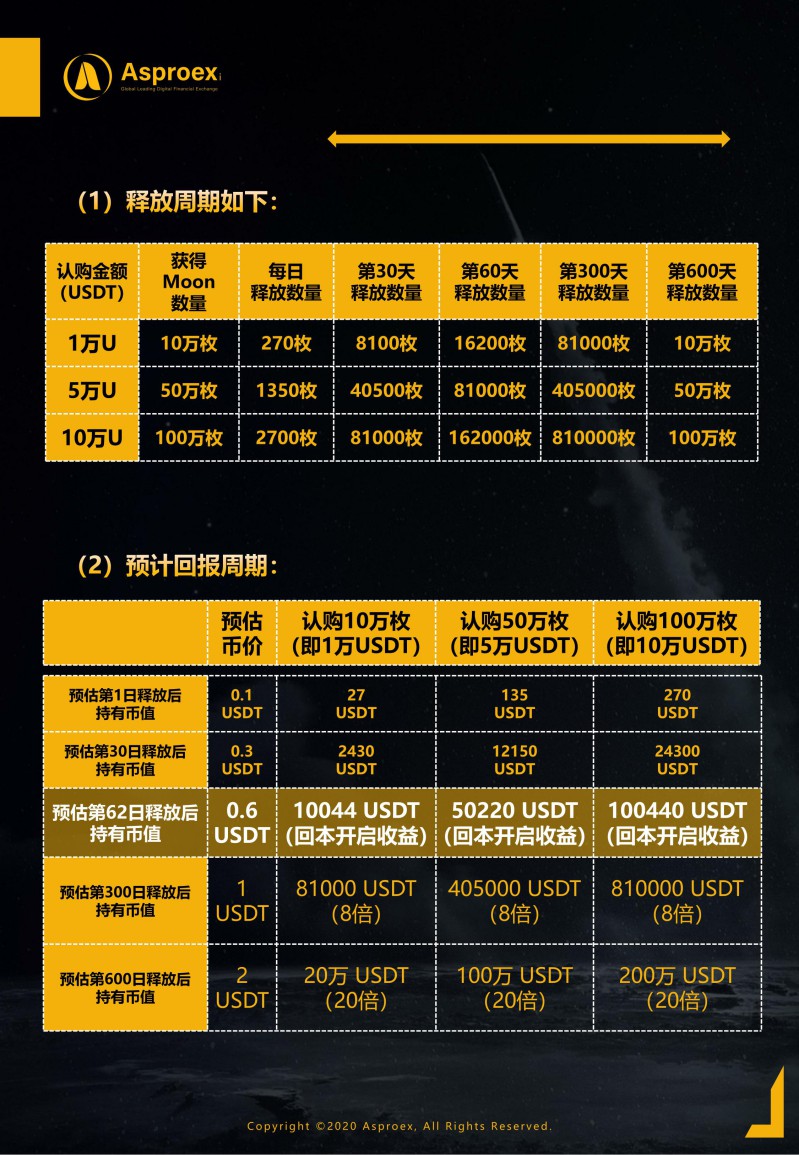 Asproex
Global Leading Digital Financial Exchange
（1）释放周期如下：
认购金额
（USDT）
获得
Moon
数量
每日
释放数量
第30天
释放数量
第60天
释放数量
第300天
释放数量
第600天
释放数量
1万U 10万枚 270枚 8100枚 16200枚 81000枚 10万枚
5万U 50万枚 1350枚 40500枚 81000枚 405000枚 50万枚
10万U 100万枚 2700枚 81000枚 162000枚 810000枚 100万枚
（2）预计回报周期：
预估
币价
认购10万枚
（即1万USDT）
认购50万枚
（即5万USDT）
认购100万枚
（即10万USDT）
预估第1日释放后
持有币值
0.1
USDT
27
USDT
135
USDT
270
USDT
预估第30日释放后
持有币值
0.3
USDT
2430
USDT
12150
USDT
24300
USDT
预估第62日释放后
持有币值
0.6
USDT
10044 USDT
（回本开启收益）
50220 USDT
（回本开启收益）
100440 USDT
（回本开启收益）
预估第300日释放后
持有币值
1
USDT
81000 USDT
（8倍）
405000 USDT
（8倍）
810000 USDT
（8倍）
预估第600日释放后
持有币值
2
USDT
20万 USDT
（20倍）
100万 USDT
（20倍）
200万 USDT
（20倍）
Copyright ©2020 Asproex, All Rights Reserved.